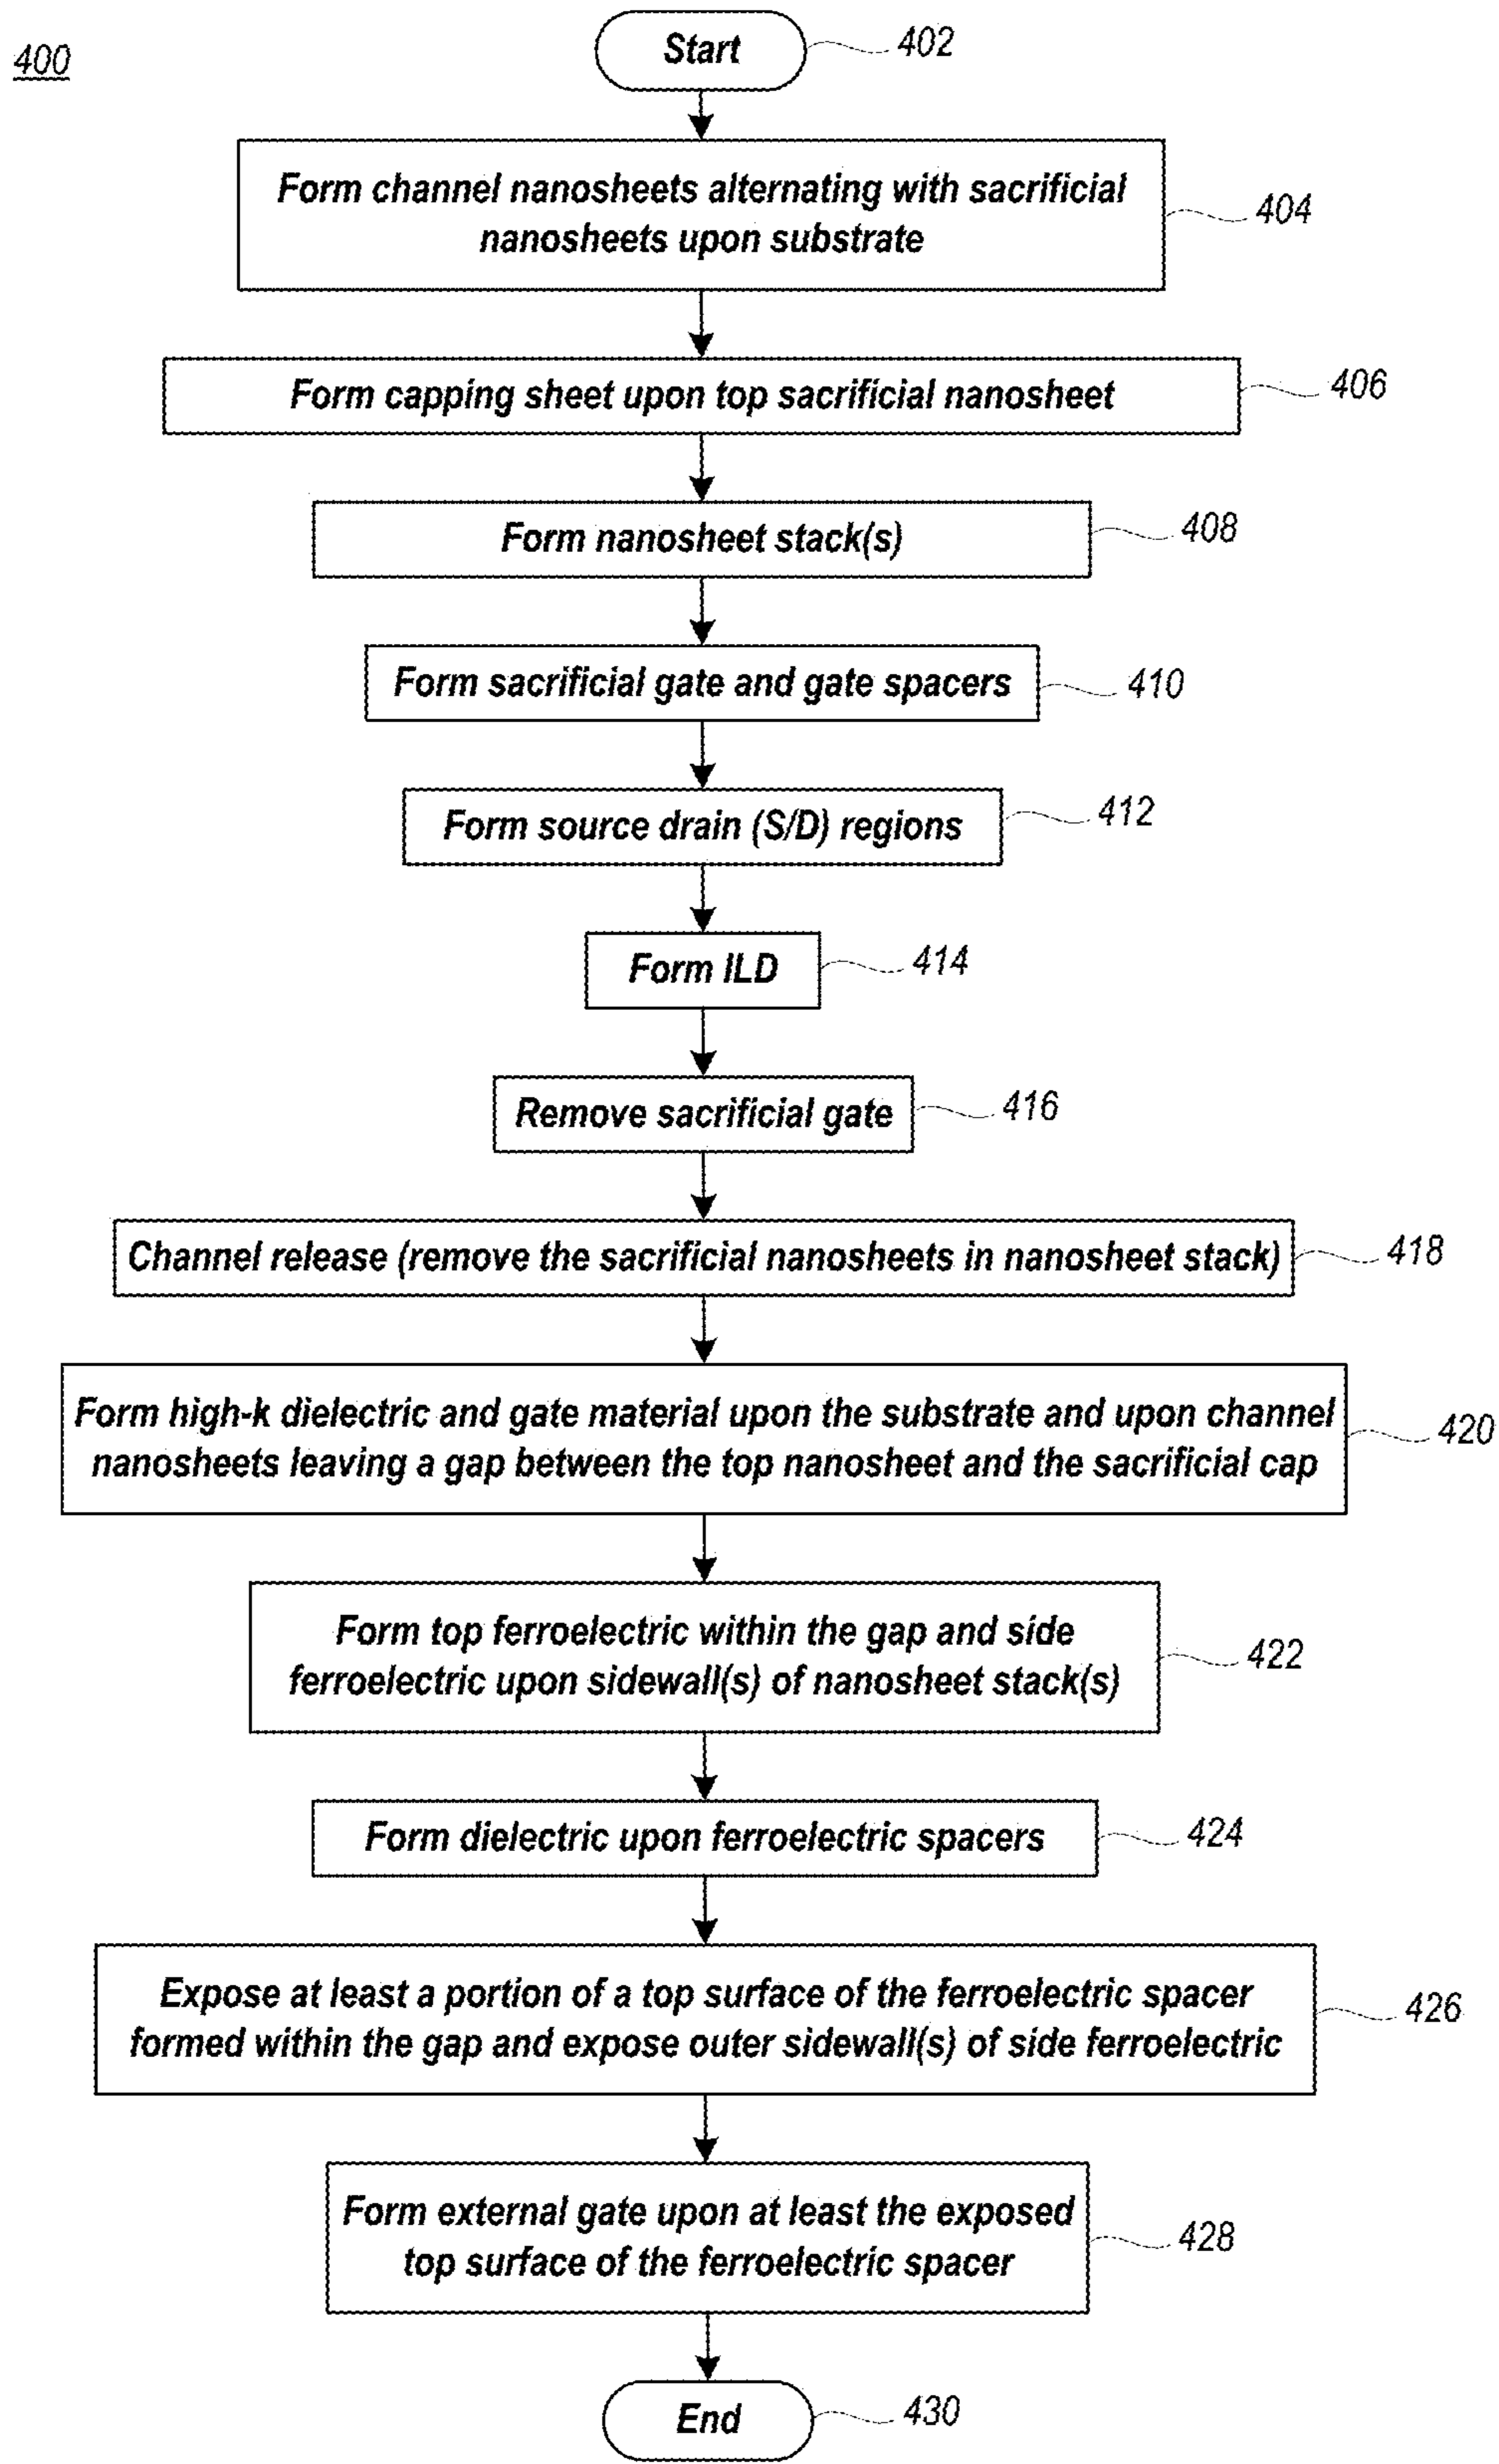 400
Start
402
Form channel nanosheets alternating with sacrificial
nanosheets upon substrate
404
Form capping sheet upon top sacrificial nanosheet
406
Form nanosheet stack(s)
408
Form sacrificial gate and gate spacers
410
Form source drain (S/D) regions
412
Form ILD
414
Remove sacrificial gate
416
Channel release (remove the sacrificial nanosheets in nanosheet stack)
418
Form high-k dielectric and gate material upon the substrate and upon channel
nanosheets leaving a gap between the top nanosheet and the sacrificial cap
420
Form top ferroelectric within the gap and side
ferroelectric upon sidewall(s) of nanosheet stack(s)
422
Form dielectric upon ferroelectric spacers
424
Expose at least a portion of a top surface of the ferroelectric spacer
formed within the gap and expose outer sidewall(s) of side ferroelectric
426
Form external gate upon at least the exposed
top surface of the ferroelectric spacer
428
End
430